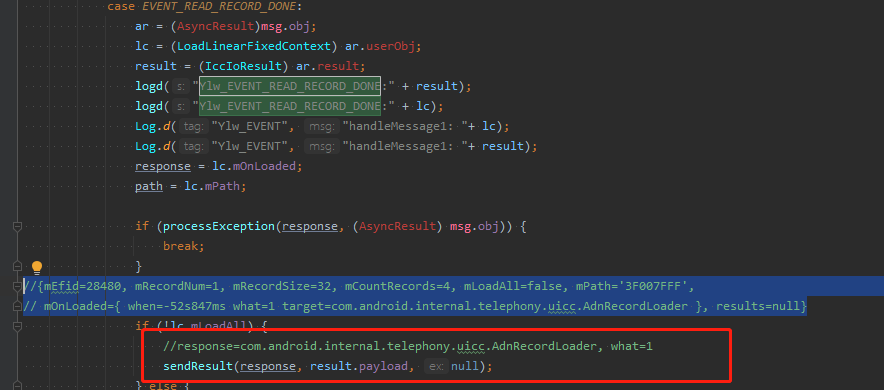 case EVENT_READ_RECORD_DONE:
ar = (AsyncResult)msg.obj;
lc = (LoadLinearFixedContext) ar.userObj;
result = (IccIoResult) ar.result;
logd( s: "Ylw_EVENT_READ_RECORD_DONE:" + result);
logd( s: "Ylw_EVENT_READ_RECORD_DONE:" + lc);
Log.d( tag: "Ylw_EVENT", msg: "handleMessage1: "+ lc);
Log.d( tag: "Ylw_EVENT", msg: "handleMessage1: "+ result);
response = lc.mOnLoaded;
path = lc.mPath;
if (processException(response, (AsyncResult) msg.obj)) {
break;
}
//{mEfid=28480, mRecordNum=1, mRecordSize=32, mCountRecords=4, mLoadAll=false, mPath='3F007FFF',
// mOnLoaded={ when=-52s847ms what=1 target=com.android.internal.telephony.uicc.AdnRecordLoader }, results=null}
if (!lc.mLoadAll) {
//response=com.android.internal.telephony.uicc.AdnRecordLoader, what=1
sendResult(response, result.payload, ex: null);
} else {